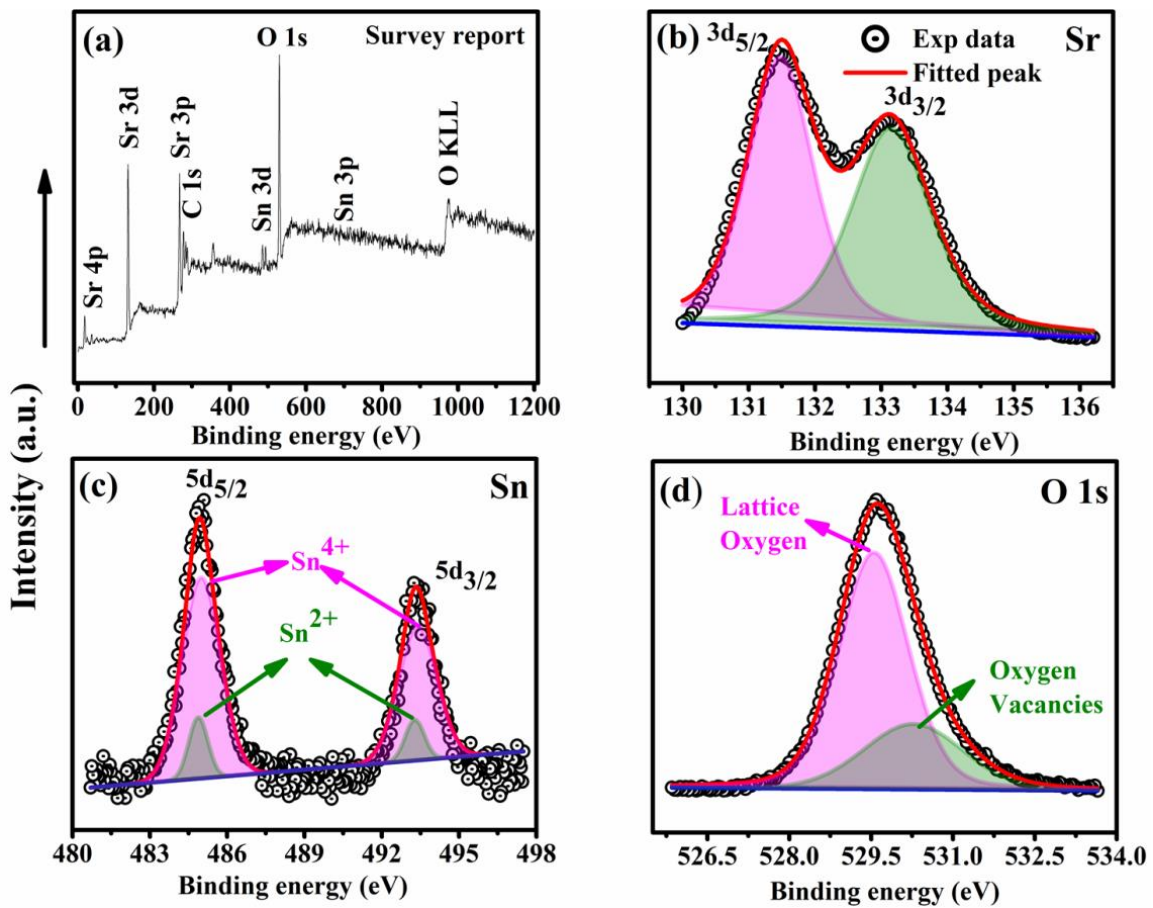 Intensity (a.u.)
(a)
O 1s
Survey report
Sr 4p
Sr 3d
Sr 3p
C 1s
Sn 3d
Sn 3p
O KLL
0 200 400 600 800 1000 1200
Binding energy (eV)
(b)
3d5/2
Exp data
Fitted peak
Sr
3d3/2
130 131 132 133 134 135 136
Binding energy (eV)
(c)
5d5/2
Sn
Sn4+
5d3/2
Sn2+
480 483 486 489 492 495 498
Binding energy (eV)
(d)
O 1s
Lattice
Oxygen
Oxygen
Vacancies
526.5 528.0 529.5 531.0 532.5 534.0
Binding energy (eV)